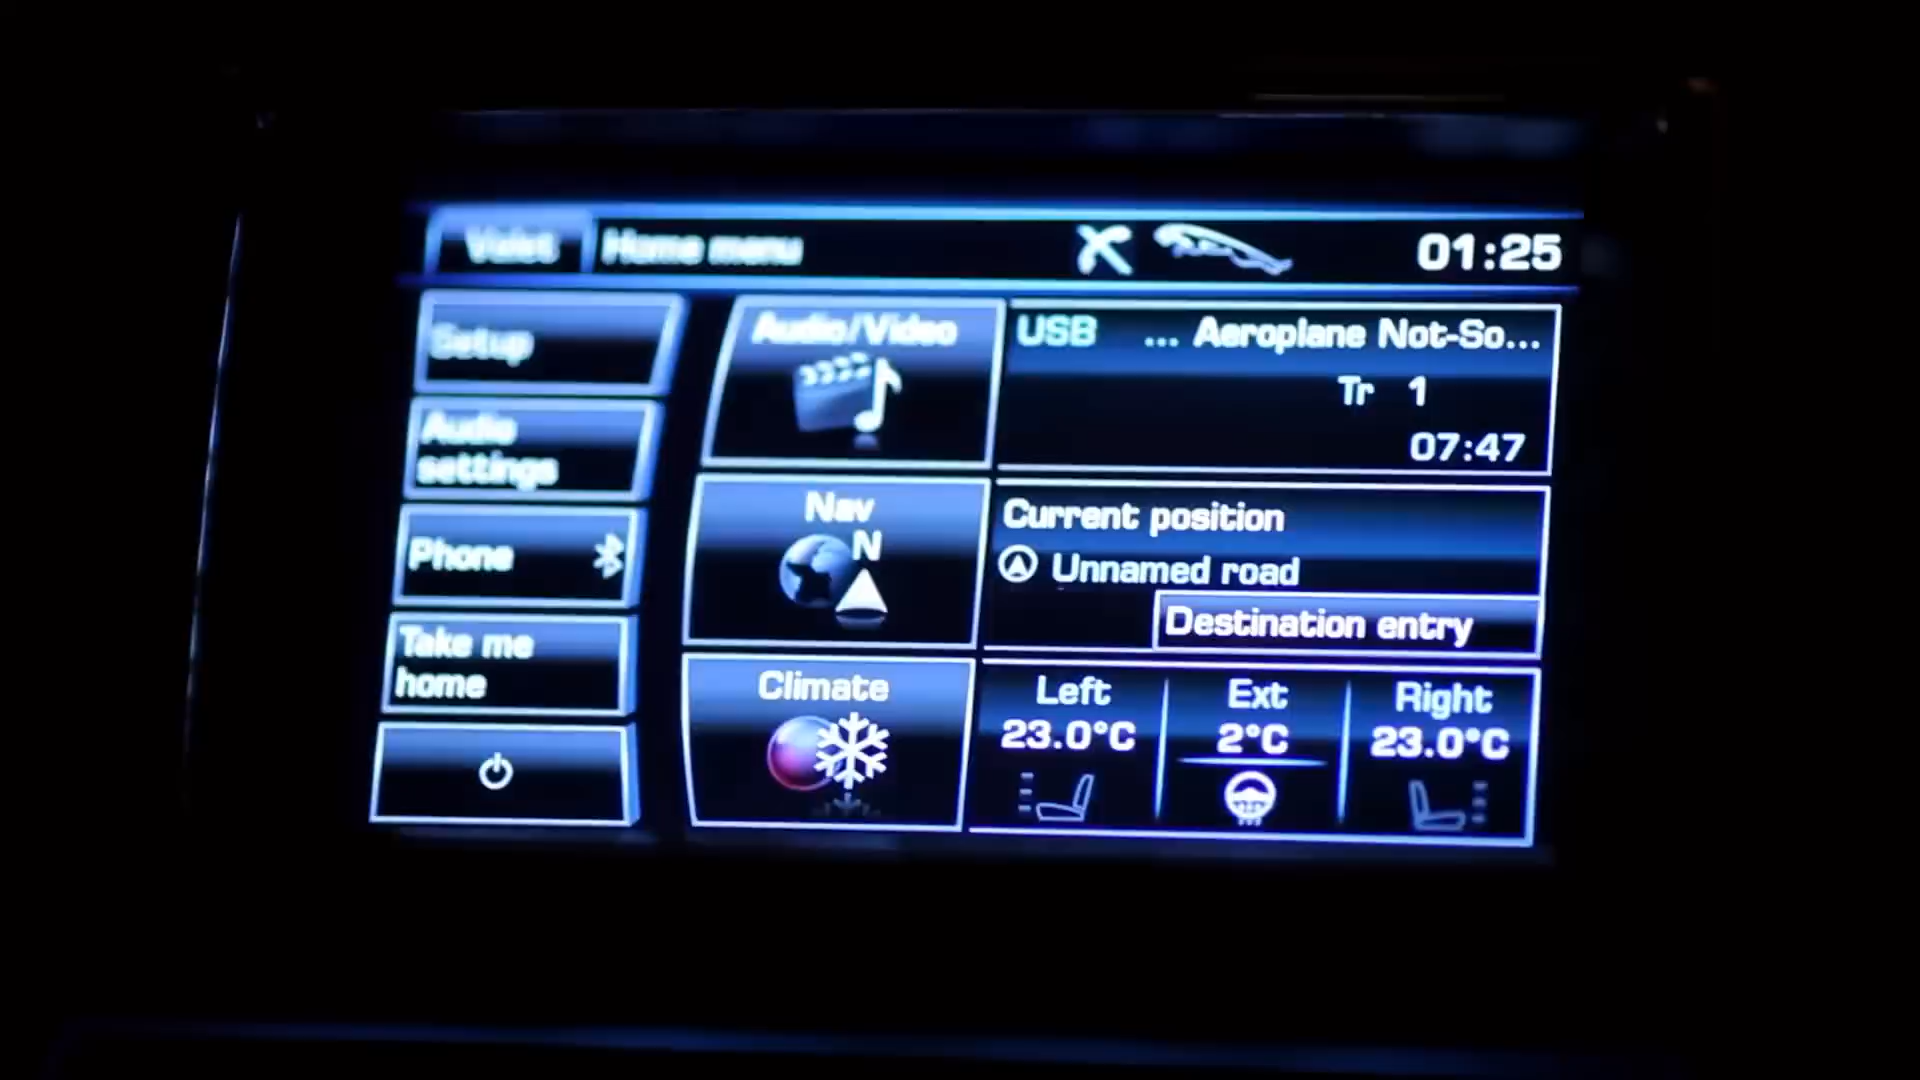 Valet
Home menu
01:25
Setup
Audio
settings
Phone
Take me
home
Audio/Video
USB ... Aeroplane Not-So...
Tr 1
07:47
Nav
N
Current position
Unnamed road
Destination entry
Climate
Left
23.0°C
Ext
2°C
Right
23.0°C